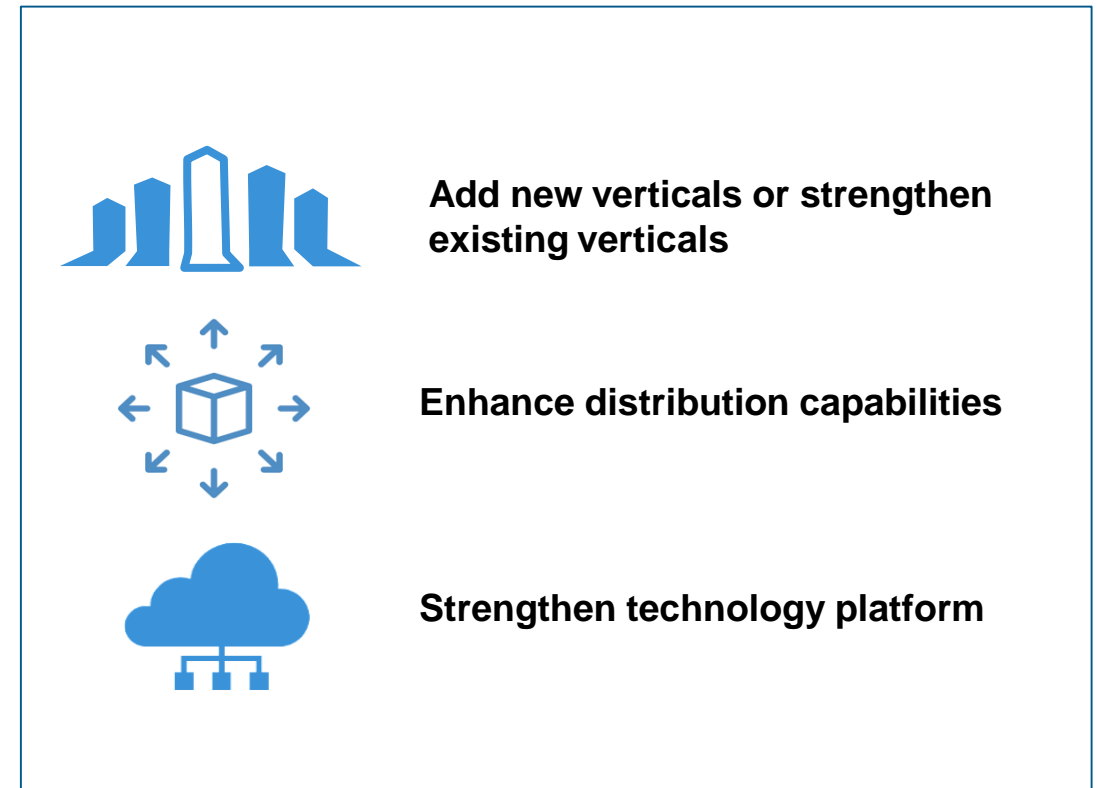 Add new verticals or strengthen
existing verticals
Enhance distribution capabilities
Strengthen technology platform